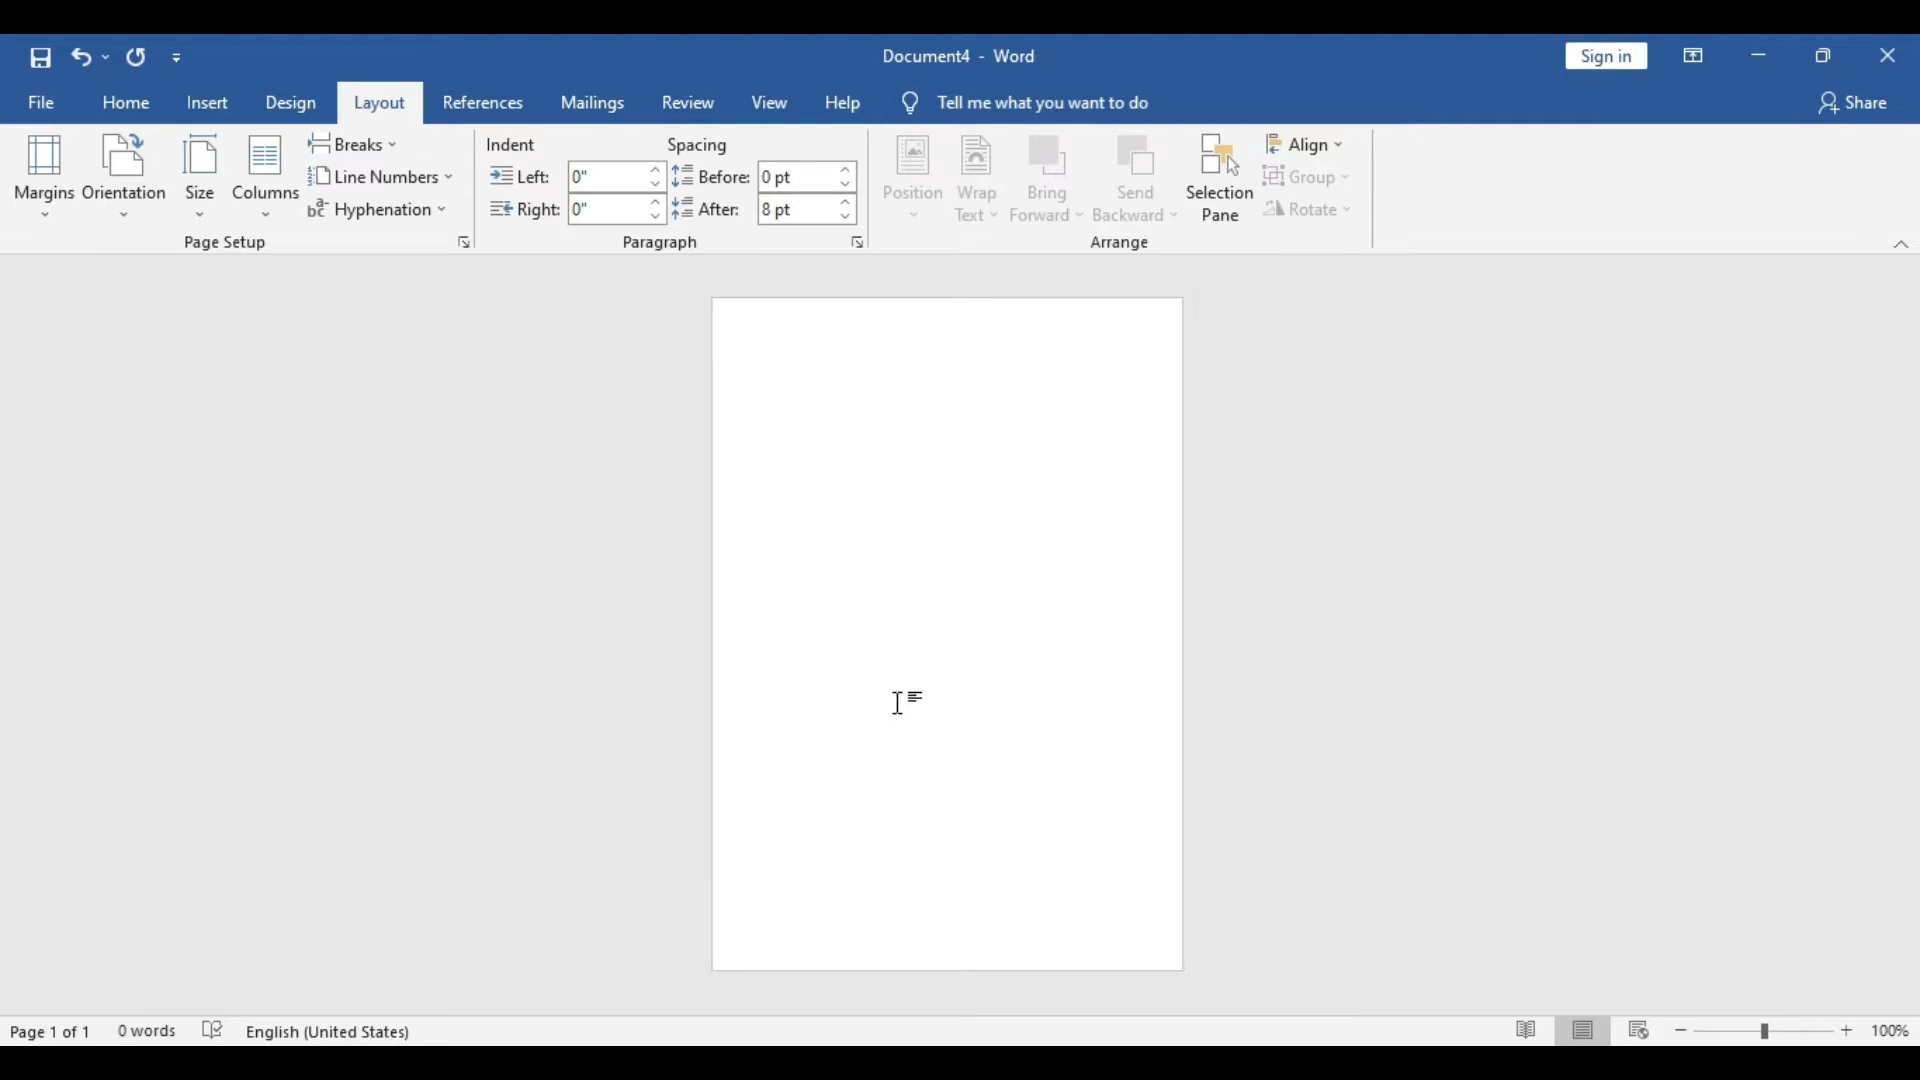 Document4 - Word
Sign in
File Home Insert Design Layout References Mailings Review View Help Tell me what you want to do Share
Margins Orientation Size Columns
Breaks
Line Numbers
Hyphenation
Page Setup
Indent
Left: 0"
Right: 0"
Spacing
Before: 0 pt
After: 8 pt
Paragraph
Position
Wrap
Text
Bring
Forward
Send
Backward
Selection
Pane
Align
Group
Rotate
Arrange
Page 1 of 1 0 words English (United States) 100%